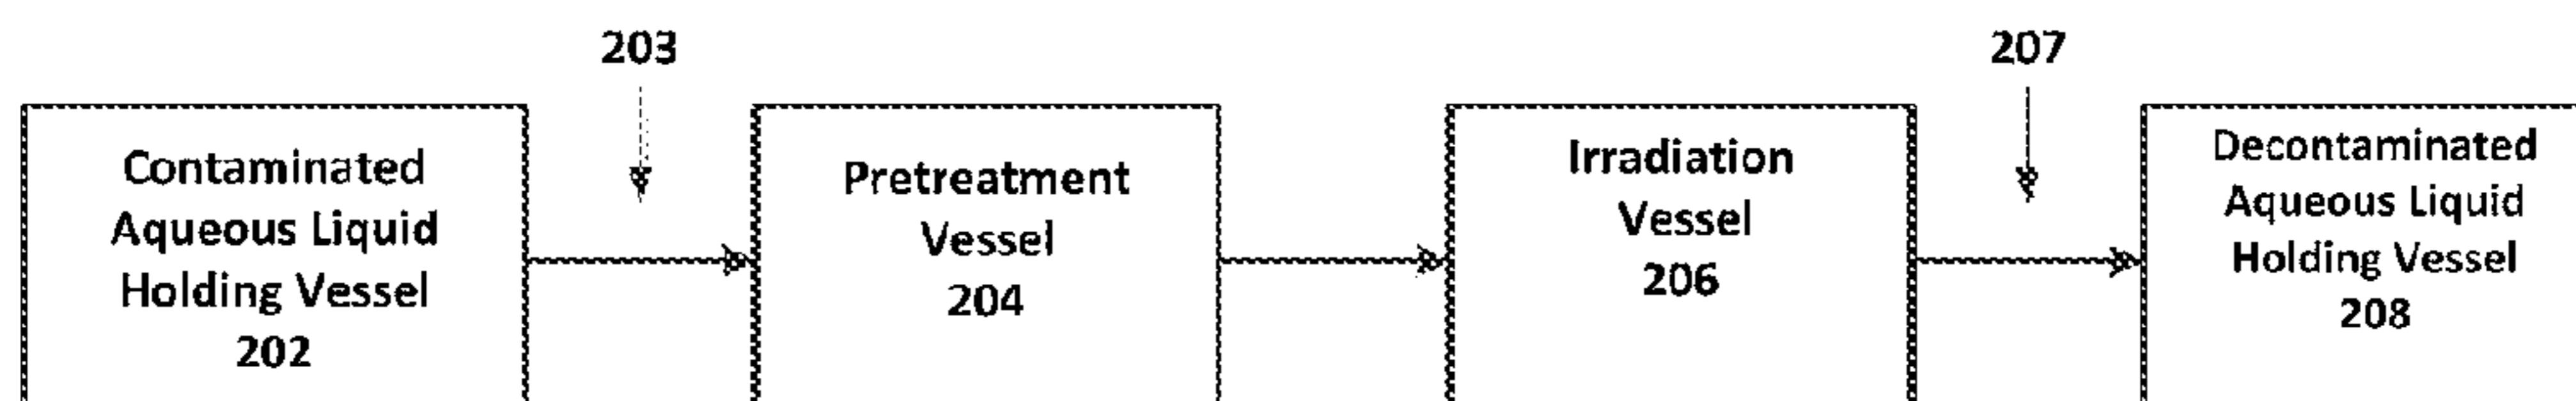 203
207
Contaminated
Aqueous Liquid
Holding Vessel
202
Pretreatment
Vessel
204
Irradiation
Vessel
206
Decontaminated
Aqueous Liquid
Holding Vessel
208